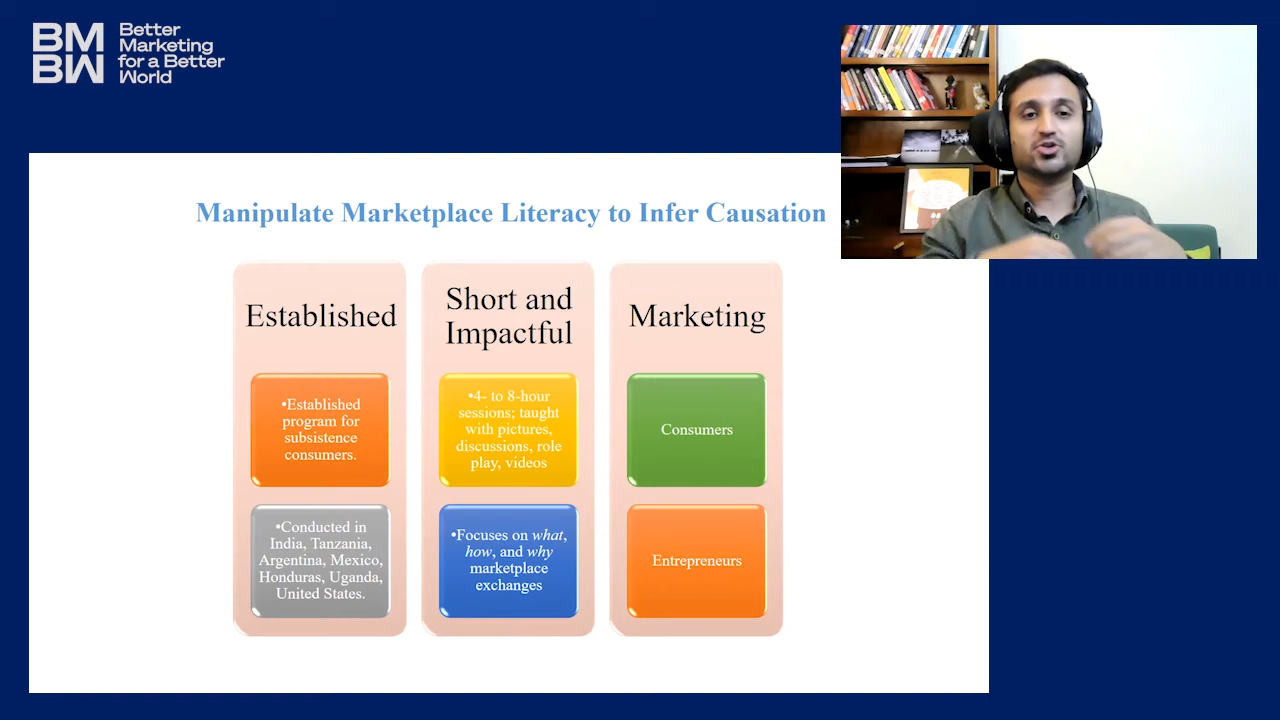 BM
BW
Better
Marketing
for a Better
World
Manipulate Marketplace Literacy to Infer Causation
Established
•Established
program for
subsistence
consumers.
•Conducted in
India, Tanzania,
Argentina, Mexico,
Honduras, Uganda,
United States.
Short and
Impactful
•4- to 8-hour
sessions; taught
with pictures,
discussions, role
play, videos
•Focuses on what,
how, and why
marketplace
exchanges
Marketing
Consumers
Entrepreneurs